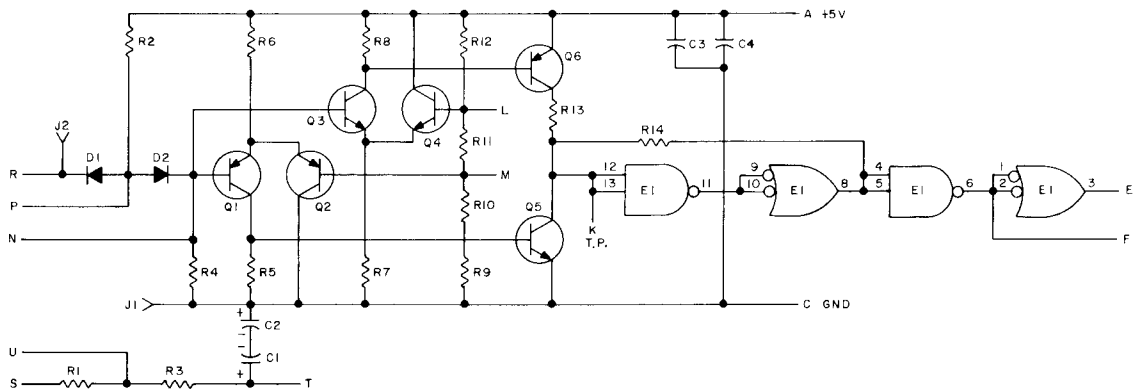 A +5V
R2
R6
R8
R12
Q6
C3
C4
J2
Q3
Q4
L
R13
R11
R14
D1
D2
R
M
12
13
E1
11
9
10
E1
8
4
5
E1
6
1
2
E1
3
E
P
Q1
Q2
R10
Q5
K
T.P.
N
F
R4
R5
R7
R9
J1
C GND
+
C2
-
-
C1
+
U
S
R1
R3
T